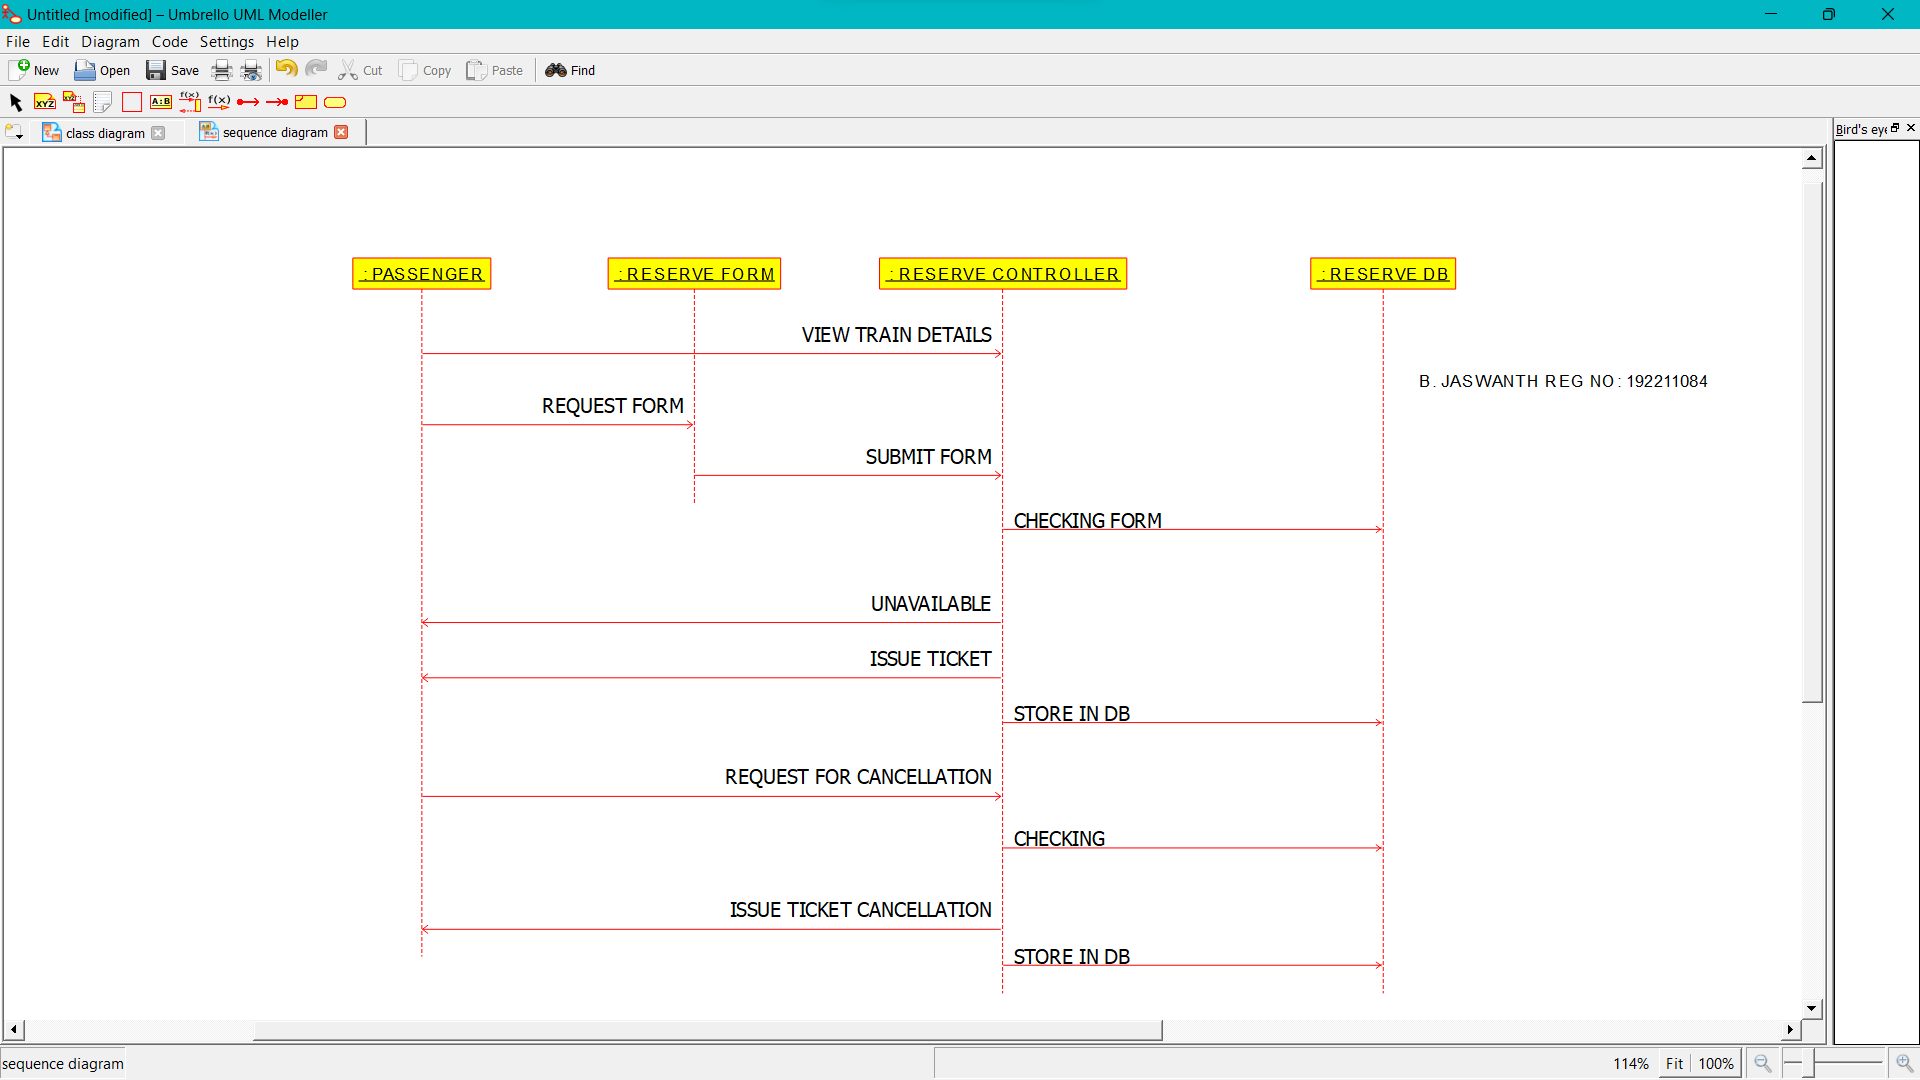 Untitled [modified] – Umbrello UML Modeller
File Edit Diagram Code Settings Help
New Open Save Cut Copy Paste Find
XYZ XYZ A:B f(x) f(x)
class diagram sequence diagram
Bird's eye
: PASSENGER : RESERVE FORM : RESERVE CONTROLLER : RESERVE DB
VIEW TRAIN DETAILS
B. JASWANTH REG NO: 192211084
REQUEST FORM
SUBMIT FORM
CHECKING FORM
UNAVAILABLE
ISSUE TICKET
STORE IN DB
REQUEST FOR CANCELLATION
CHECKING
ISSUE TICKET CANCELLATION
STORE IN DB
sequence diagram 114% Fit 100%